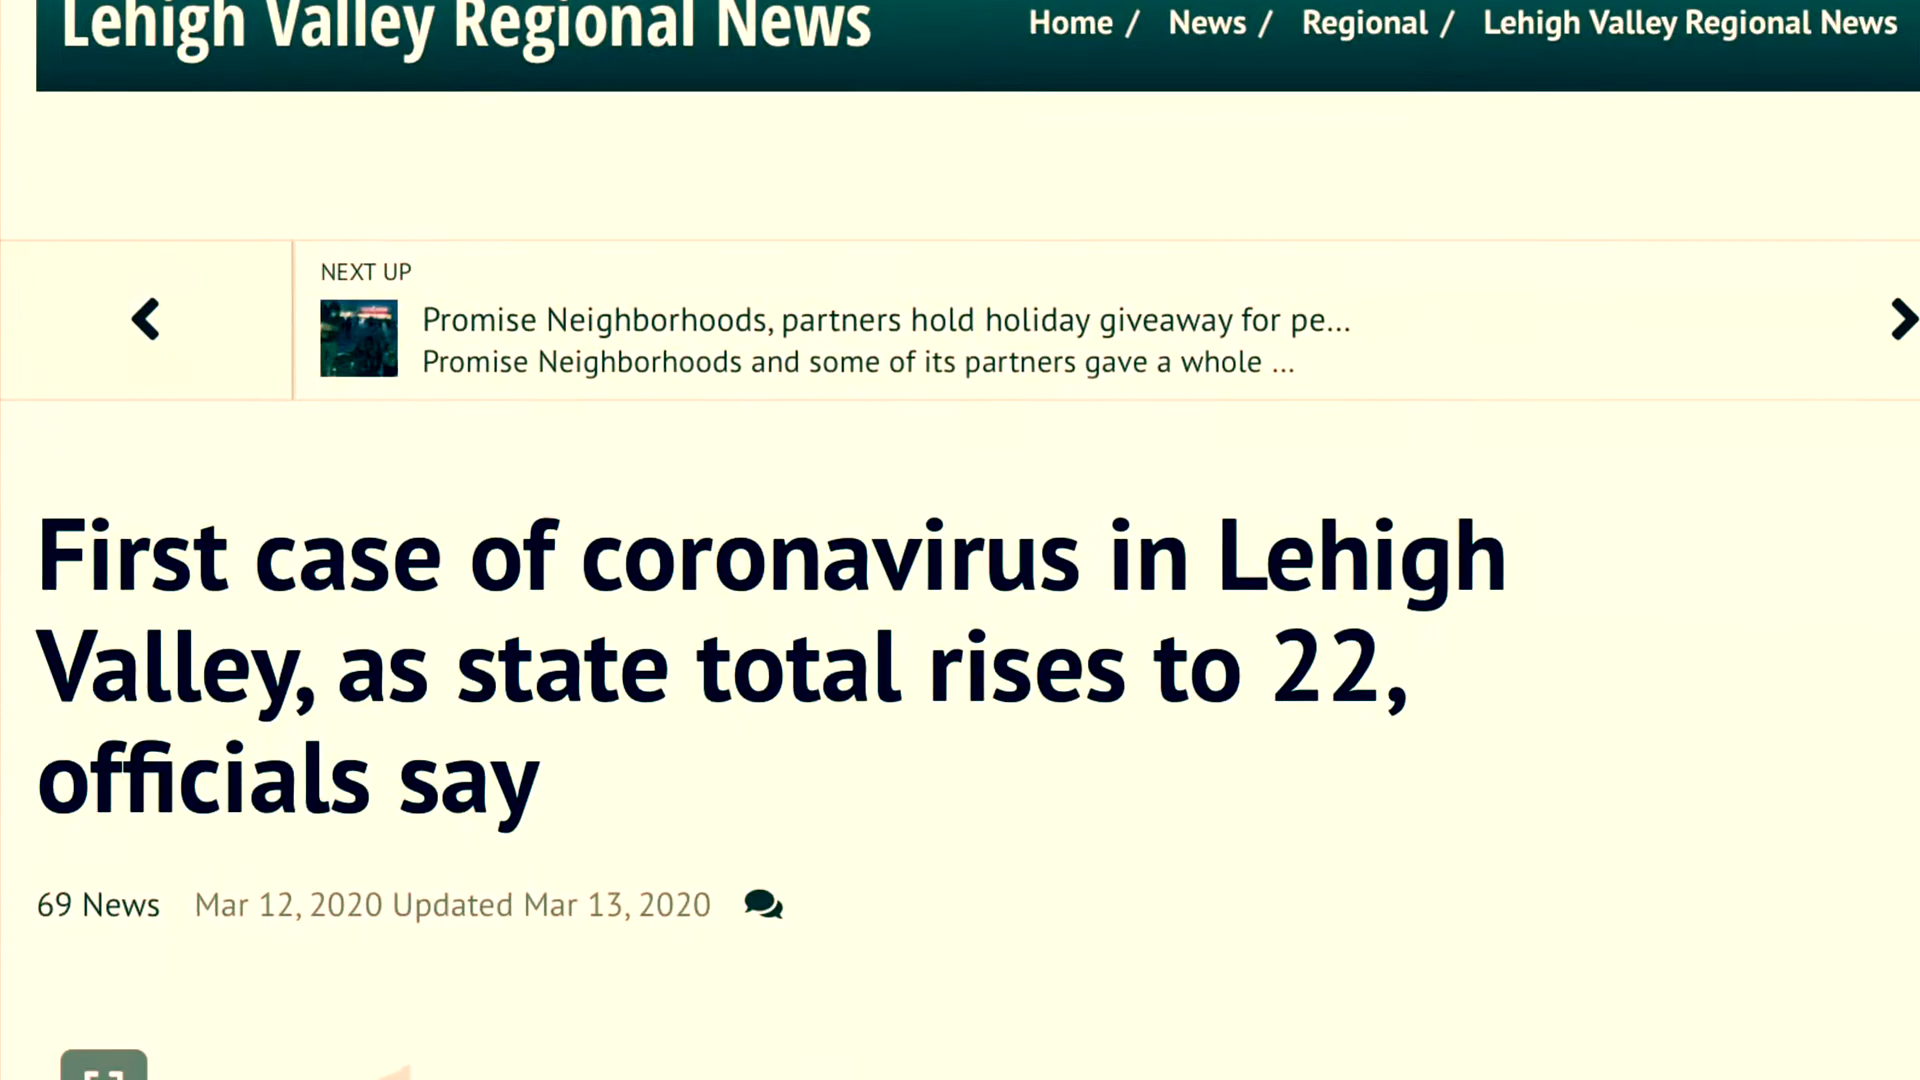 Lehigh Valley Regional News
Home / News / Regional / Lehigh Valley Regional News
NEXT UP
Promise Neighborhoods, partners hold holiday giveaway for pe...
Promise Neighborhoods and some of its partners gave a whole ...
First case of coronavirus in Lehigh
Valley, as state total rises to 22,
officials say
69 News Mar 12, 2020 Updated Mar 13, 2020